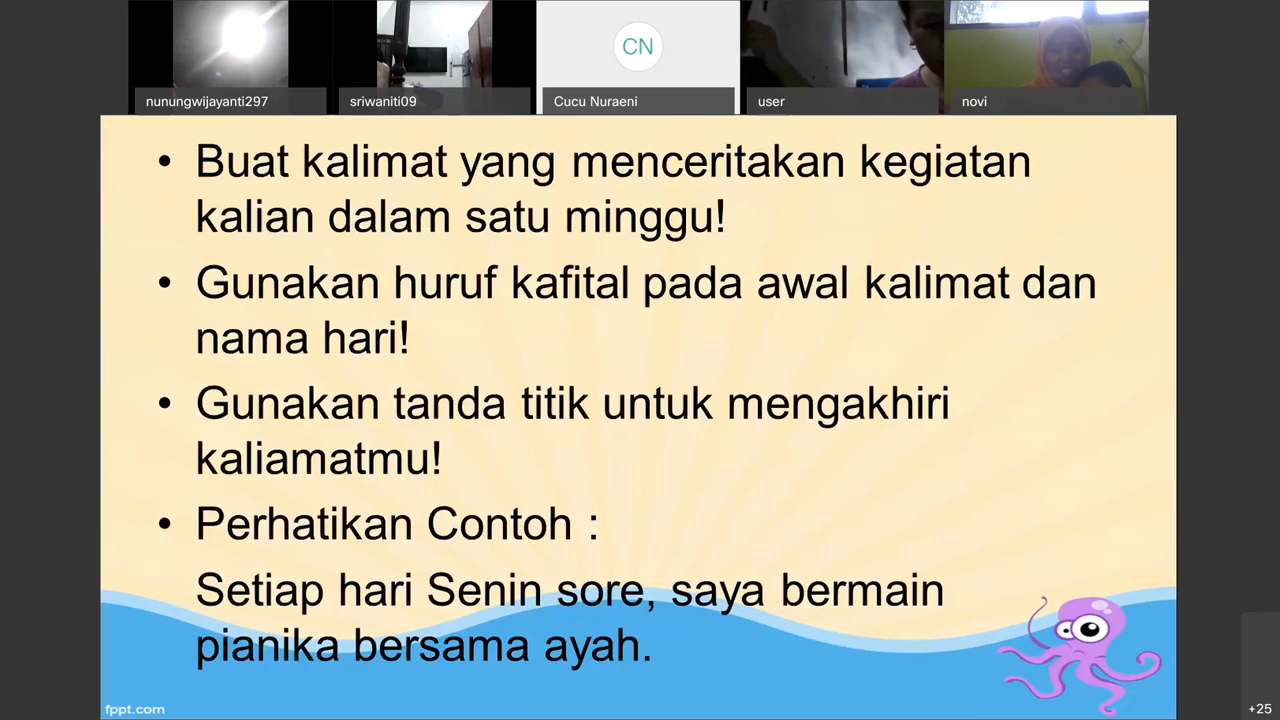 CN
nunungwijayanti297
sriwaniti09
Cucu Nuraeni
user
novi
• Buat kalimat yang menceritakan kegiatan
kalian dalam satu minggu!
• Gunakan huruf kafital pada awal kalimat dan
nama hari!
• Gunakan tanda titik untuk mengakhiri
kaliamatmu!
• Perhatikan Contoh :
Setiap hari Senin sore, saya bermain
pianika bersama ayah.
fppt.com
+25